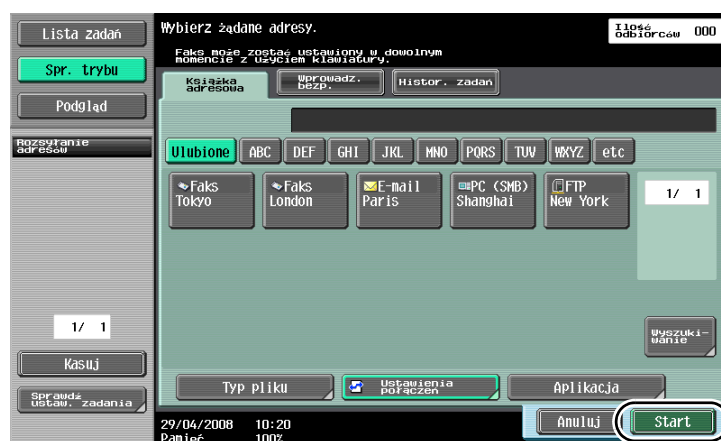 Lista zadań
Spr. trybu
Podgląd
Rozsyłanie
adresów
1/ 1
Kasuj
Sprawdź
ustaw. zadania
Wybierz żądane adresy.
Ilość
odbiorców 000
Faks może zostać ustawiony w dowolnym
momencie z użyciem klawiatury.
Książka
adresowa
Wprowadz.
bezp.
Histor. zadań
Ulubione ABC DEF GHI JKL MNO PQRS TUV WXYZ etc
Faks
Tokyo
Faks
London
E-mail
Paris
PC (SMB)
Shanghai
FTP
New York
1/ 1
Wyszuki-
wanie
Typ pliku
Ustawienia
połączeń
Aplikacja
29/04/2008 10:20
Pamięć 100%
Anuluj
Start